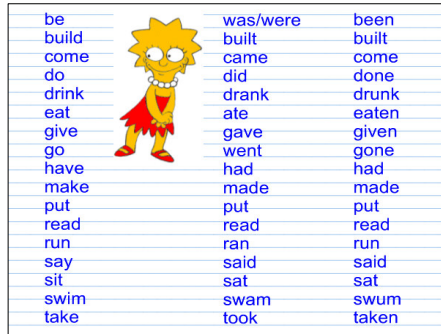 be was/were been
build built built
come came come
do did done
drink drank drunk
eat ate eaten
give gave given
go went gone
have had had
make made made
put put put
read read read
run ran run
say said said
sit sat sat
swim swam swum
take took taken